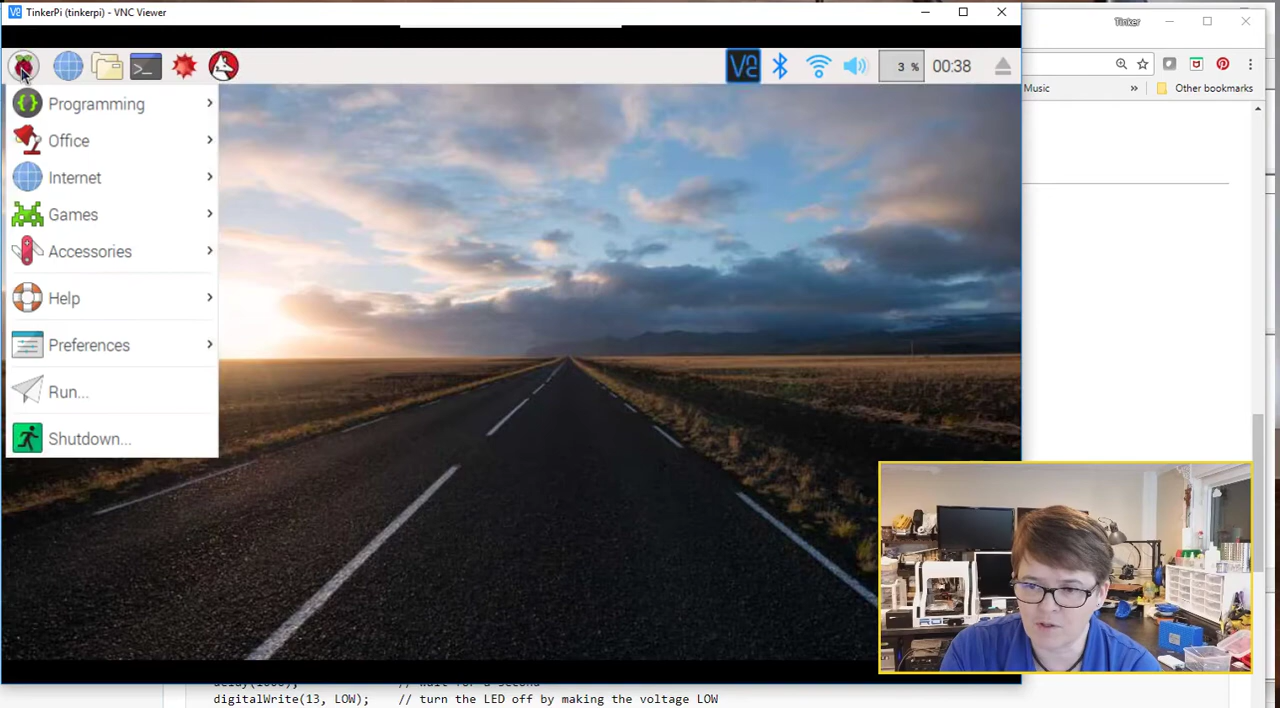 TinkerPi (tinkerpi) - VNC Viewer
Tinker
3 %
00:38
Music
»
Other bookmarks
Programming
Office
Internet
Games
Accessories
Help
Preferences
Run...
Shutdown...
digitalWrite(13, LOW); // turn the LED off by making the voltage LOW